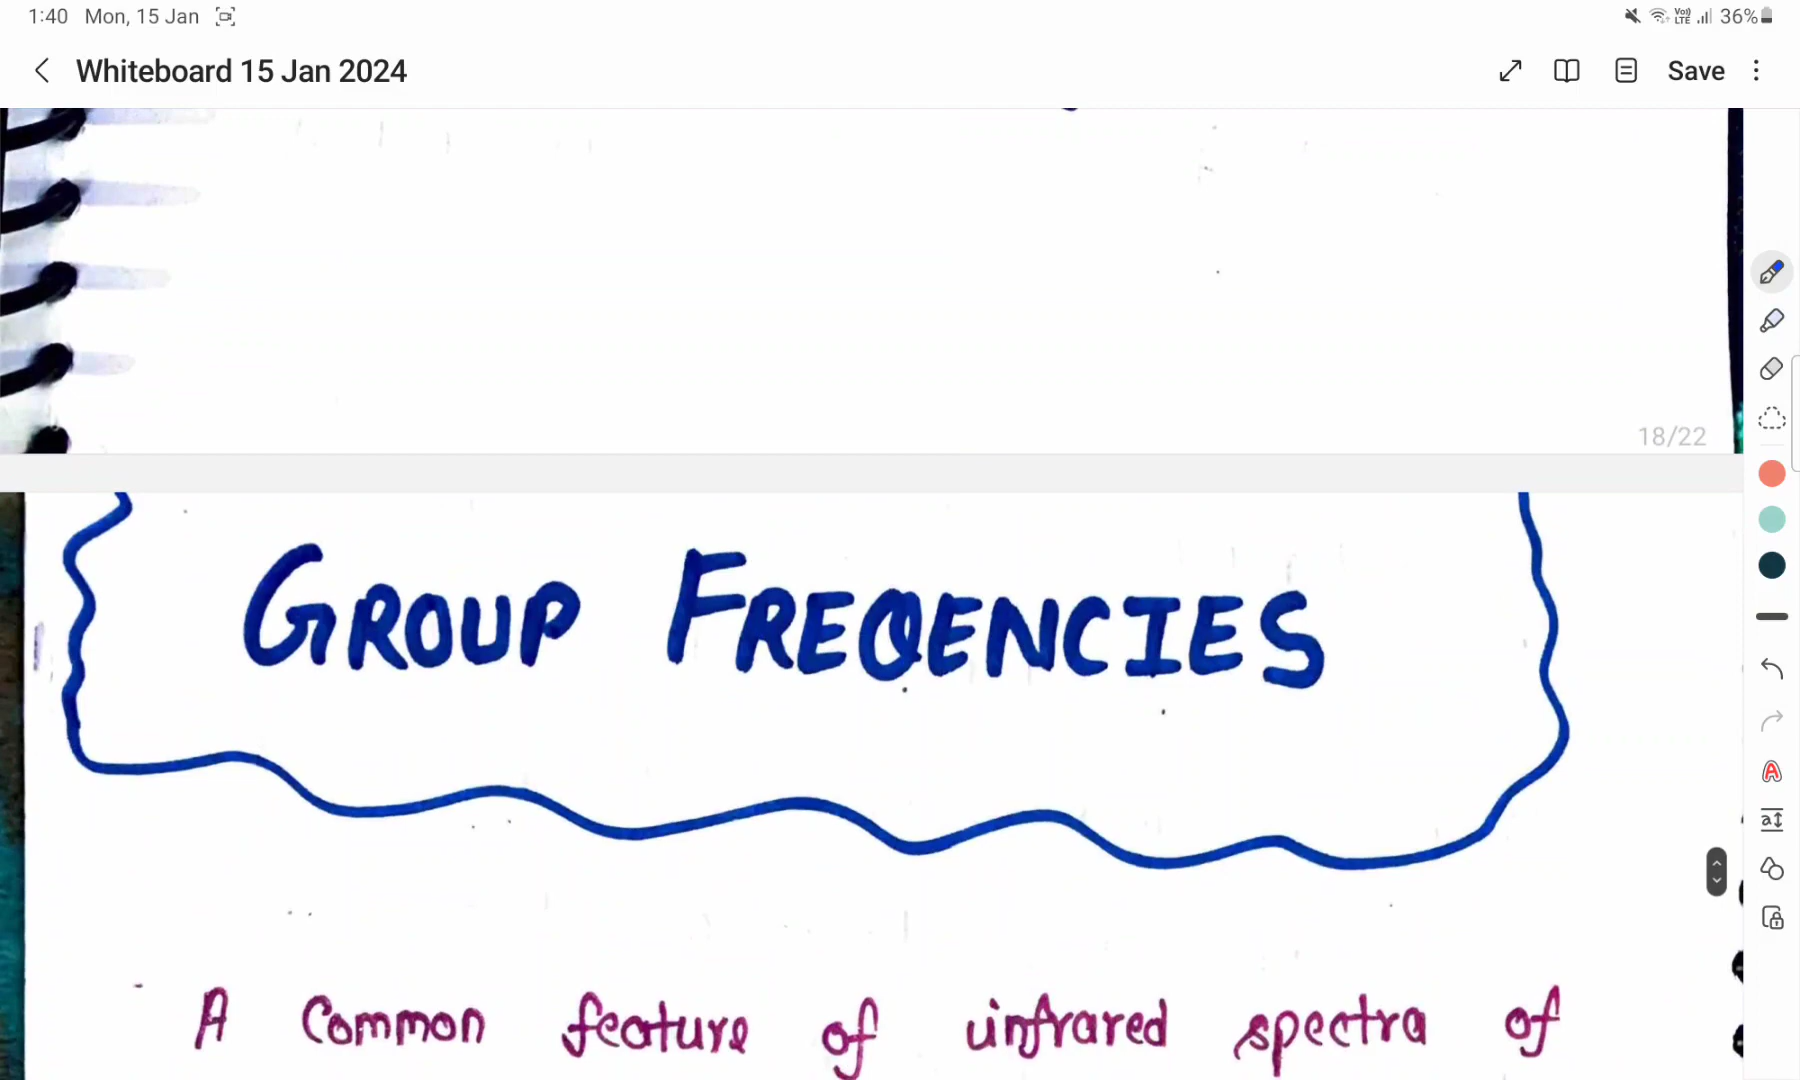 1:40 Mon, 15 Jan 36%
Whiteboard 15 Jan 2024 Save
18/22
GROUP FREQENCIES
A Common feature of infrared spectra of